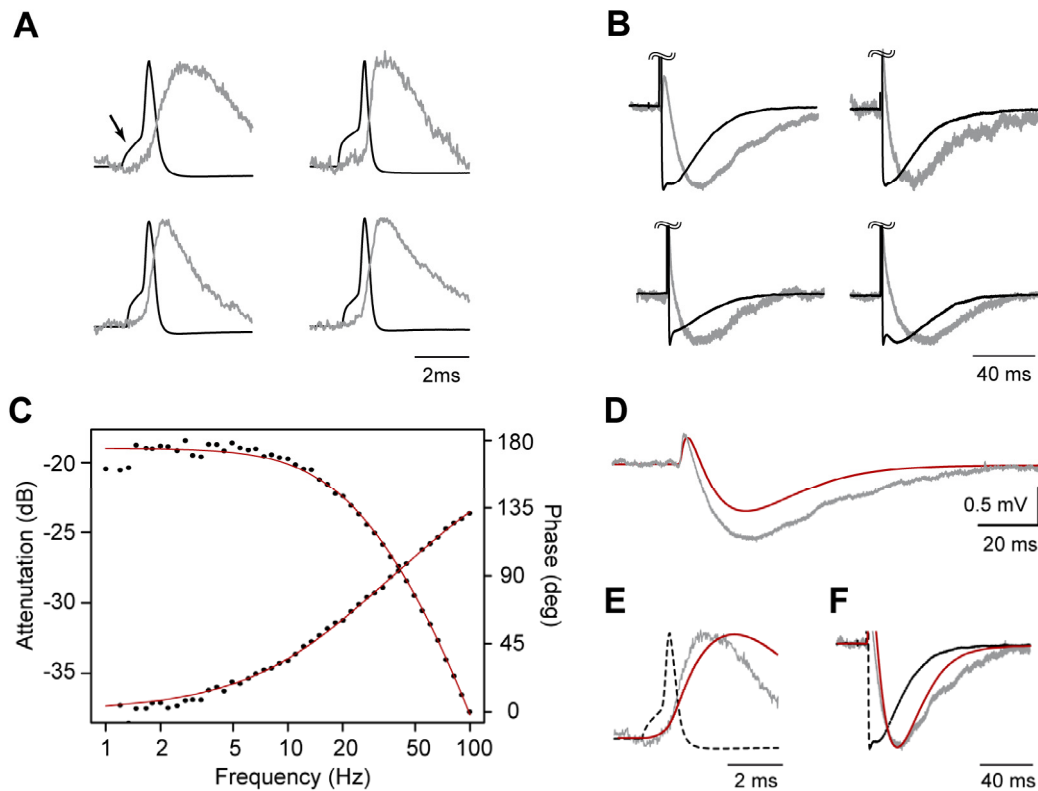 A
B
2ms
40 ms
C
D
Attenutation (dB)
-20
-25
-30
-35
180
135
90
45
0
Phase (deg)
1
2
5
10
20
50
100
Frequency (Hz)
0.5 mV
20 ms
E
F
2 ms
40 ms